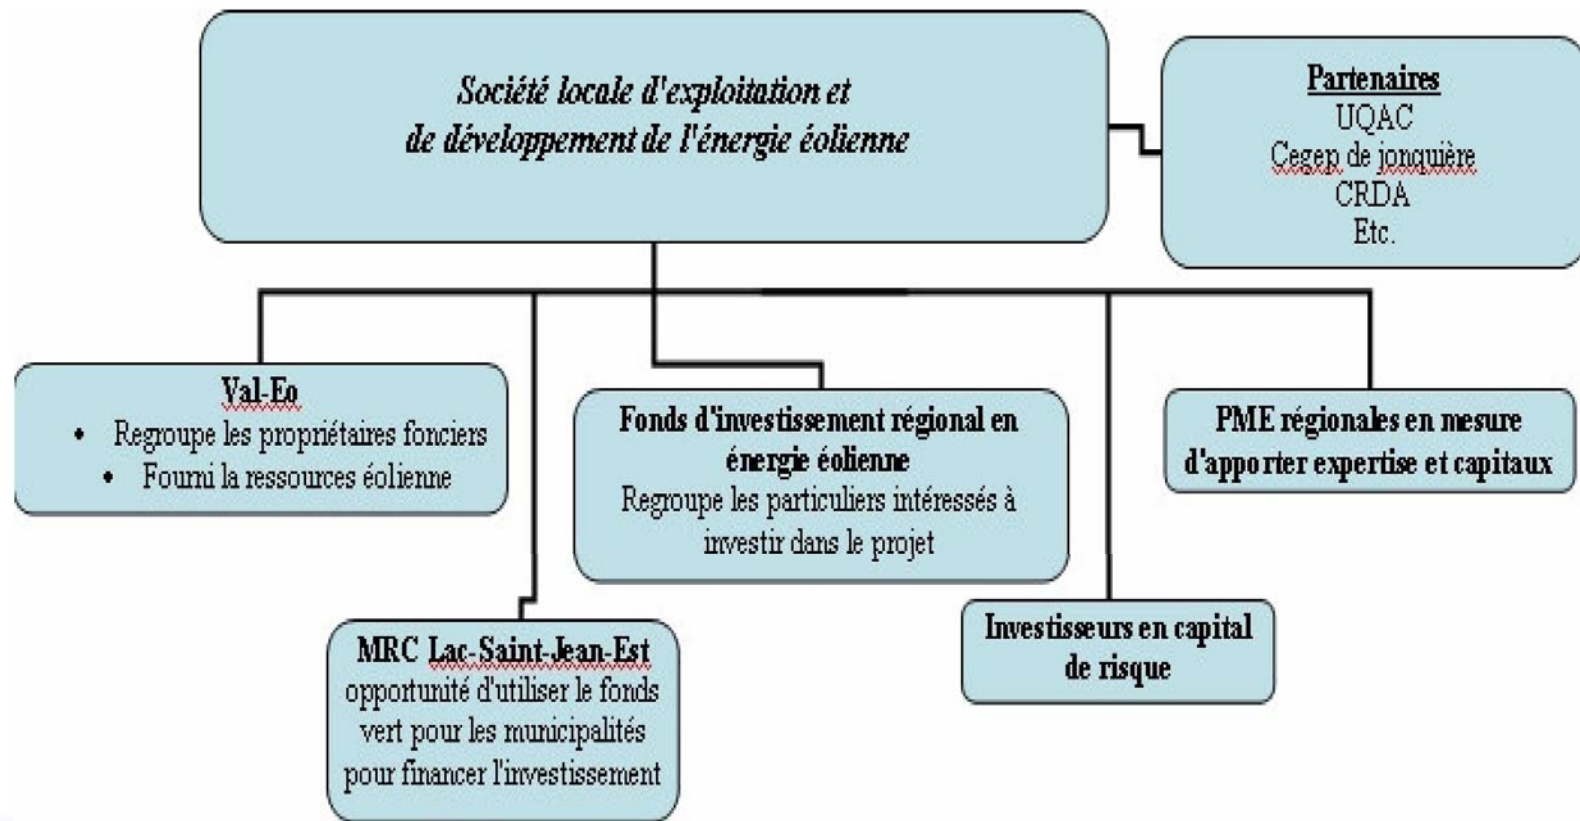 Société locale d'exploitation et
de développement de l'énergie éolienne
Partenaires
UQAC
Cegep de jonquière
CRDA
Etc.
Val-Eo
• Regroupe les propriétaires fonciers
• Fourni la ressources éolienne
Fonds d'investissement régional en
énergie éolienne
Regroupe les particuliers intéressés à
investir dans le projet
PME régionales en mesure
d'apporter expertise et capitaux
MRC Lac-Saint-Jean-Est
opportunité d'utiliser le fonds
vert pour les municipalités
pour financer l'investissement
Investisseurs en capital
de risque